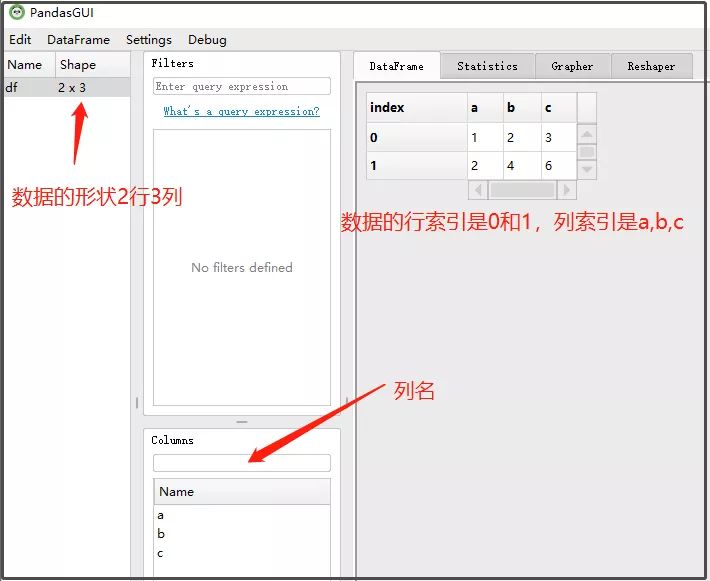 PandasGUI
Edit DataFrame Settings Debug
Name Shape
df 2 x 3
数据的形状2行3列
Filters
Enter query expression
What's a query expression?
No filters defined
Columns
Name
a
b
c
列名
DataFrame Statistics Grapher Reshaper
index a b c
0 1 2 3
1 2 4 6
数据的行索引是0和1，列索引是a,b,c